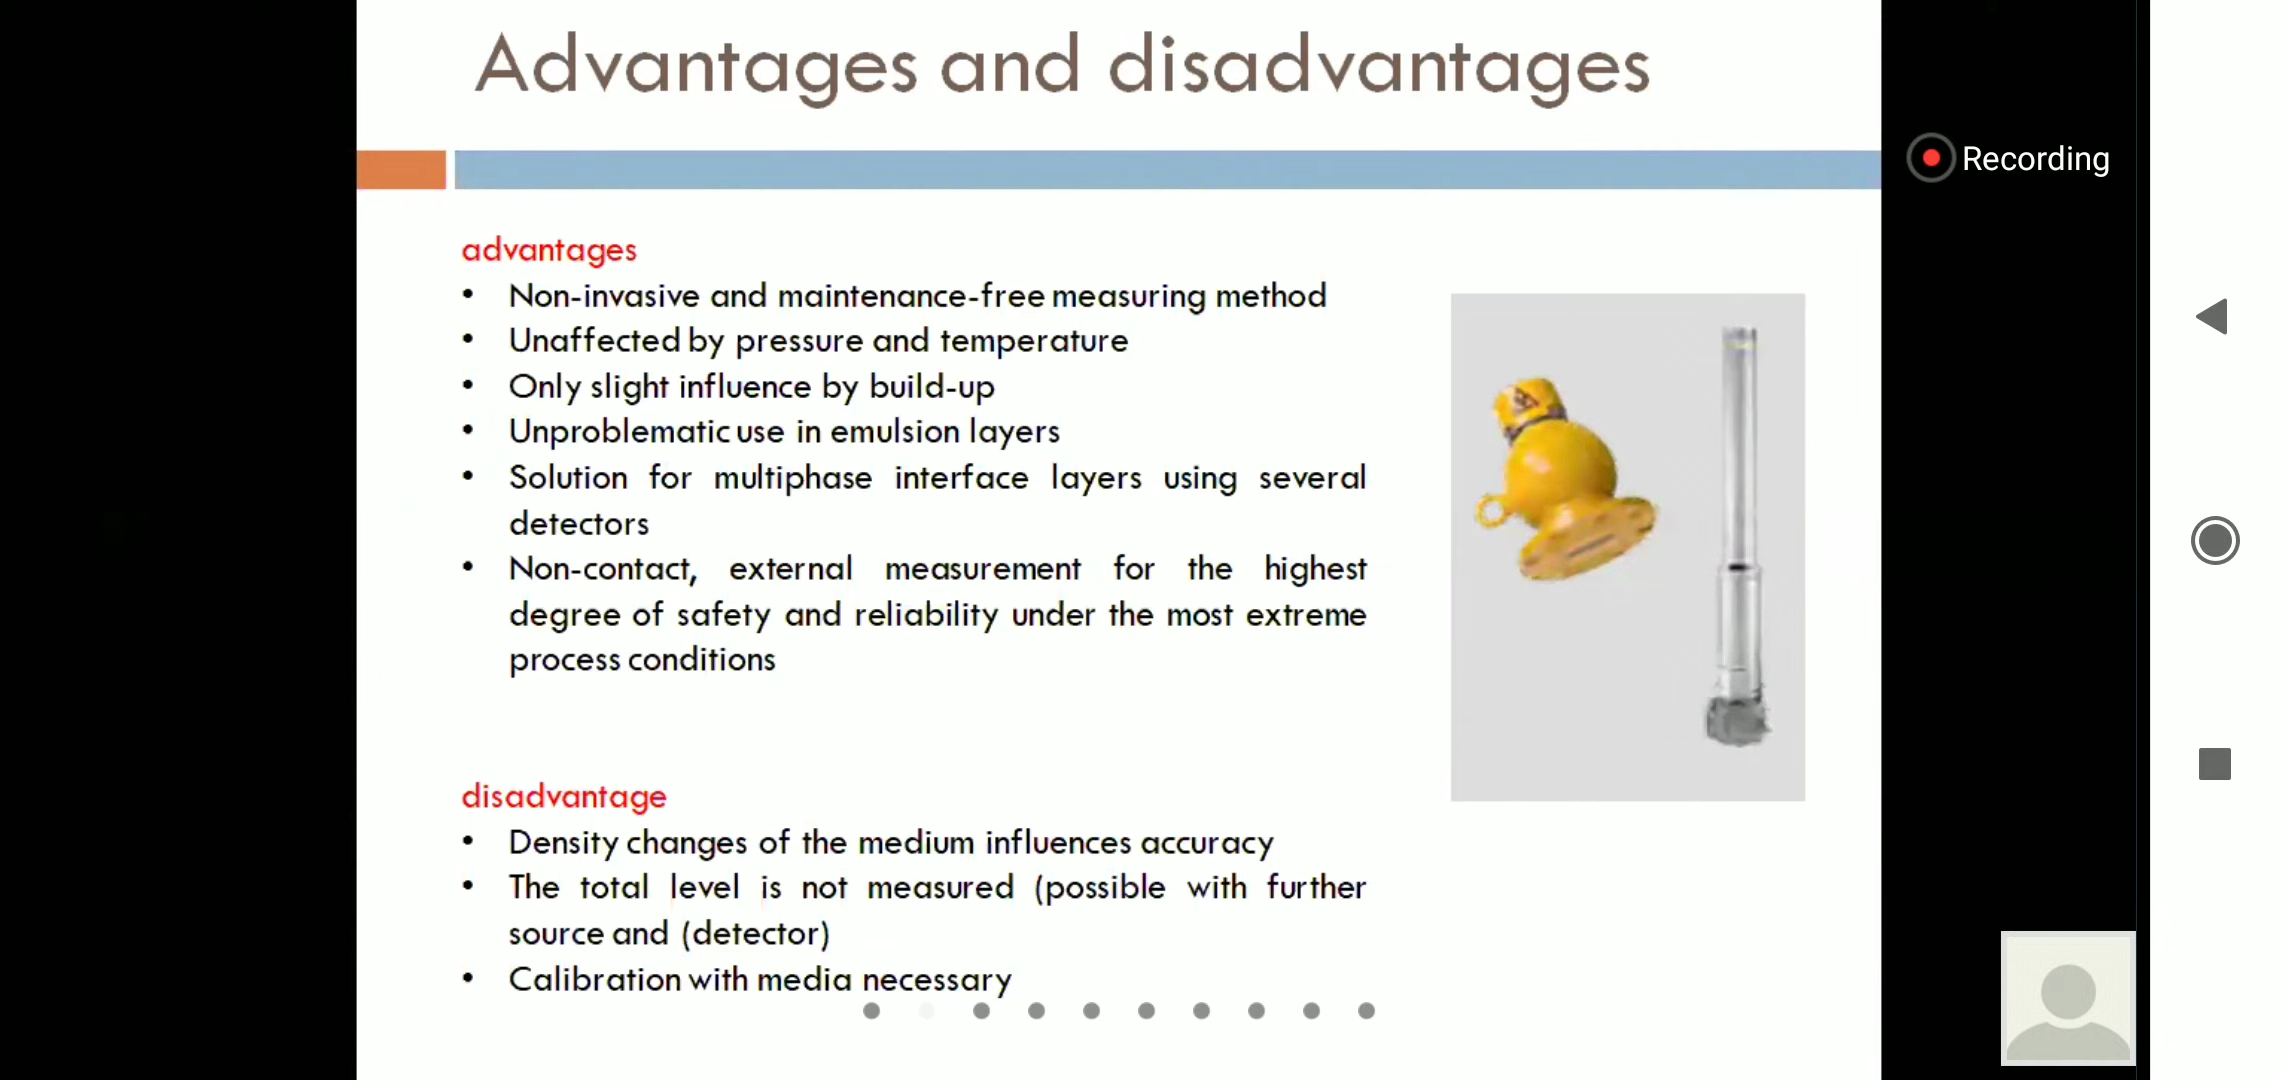 Advantages and disadvantages
Recording
advantages
• Non-invasive and maintenance-free measuring method
• Unaffected by pressure and temperature
• Only slight influence by build-up
• Unproblematic use in emulsion layers
• Solution for multiphase interface layers using several
detectors
• Non-contact, external measurement for the highest
degree of safety and reliability under the most extreme
process conditions
disadvantage
• Density changes of the medium influences accuracy
• The total level is not measured (possible with further
source and (detector)
• Calibration with media necessary